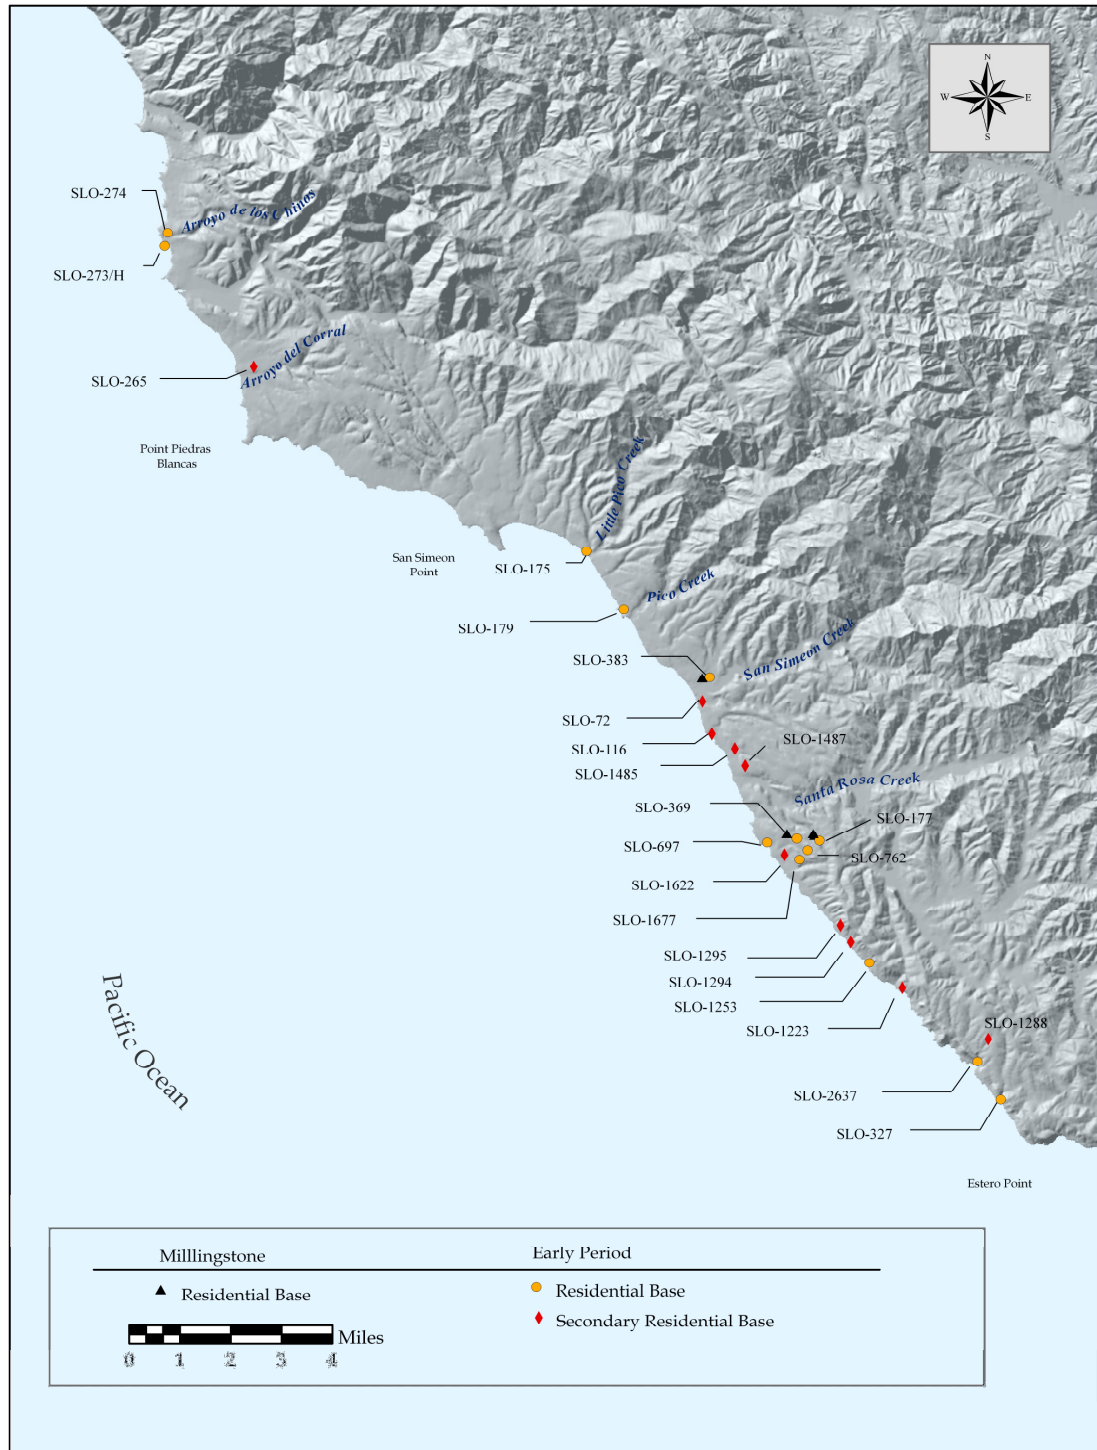 N
W E
S
SLO-274
Arroyo de los Chinos
SLO-273/H
Arroyo del Corral
SLO-265
Point Piedras
Blancas
Little Pico Creek
San Simeon
Point
SLO-175
Pico Creek
SLO-179
San Simeon Creek
SLO-383
SLO-72
SLO-116
SLO-1487
SLO-1485
Santa Rosa Creek
SLO-369
SLO-177
SLO-697
SLO-762
SLO-1622
SLO-1677
SLO-1295
SLO-1294
SLO-1253
SLO-1223
SLO-1288
Pacific Ocean
SLO-2637
SLO-327
Estero Point
Milllingstone Early Period
Residential Base Residential Base
Secondary Residential Base
Miles
0 1 2 3 4